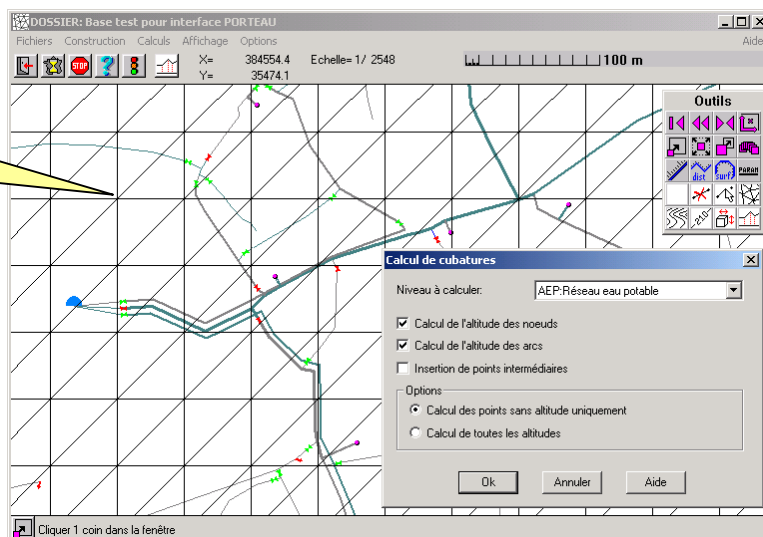 DOSSIER: Base test pour interface PORTEAU
Fichiers Construction Calculs Affichage Options Aide
STOP
X= 384554.4 Echelle= 1/ 2548 100 m
Y= 35474.1
Outils
dist Surf PARAM
Calcul de cubatures
Niveau à calculer: AEP:Réseau eau potable
Calcul de l'altitude des noeuds
Calcul de l'altitude des arcs
Insertion de points intermédiaires
Options
Calcul des points sans altitude uniquement
Calcul de toutes les altitudes
Ok Annuler Aide
Cliquer 1 coin dans la fenêtre